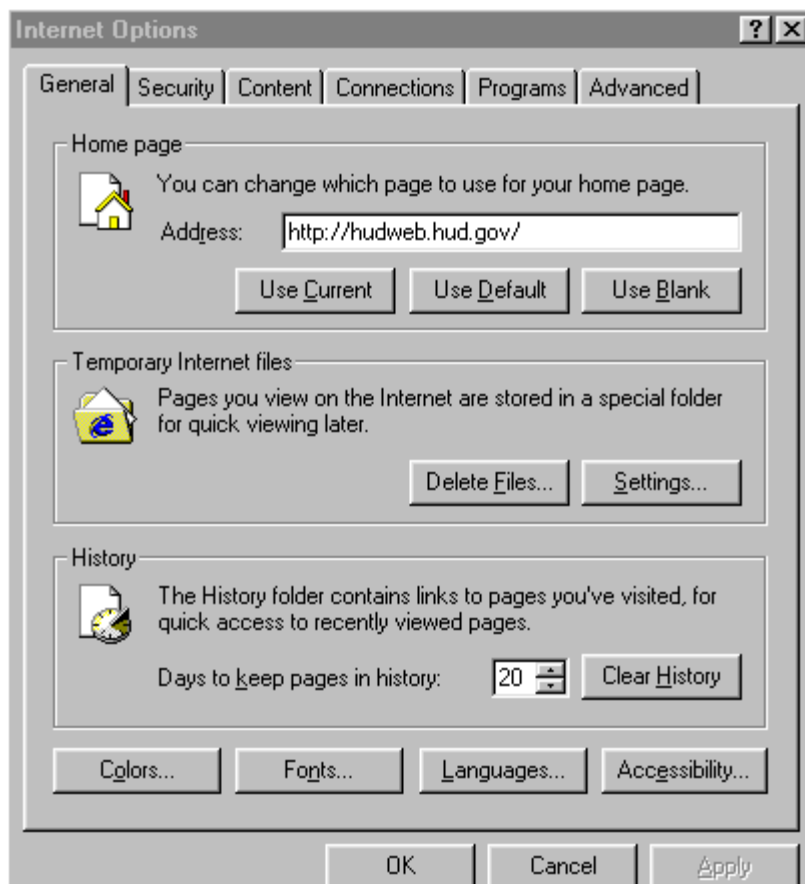 Internet Options
General Security Content Connections Programs Advanced
Home page
You can change which page to use for your home page.
Address: http://hudweb.hud.gov/
Use Current Use Default Use Blank
Temporary Internet files
Pages you view on the Internet are stored in a special folder
for quick viewing later.
Delete Files... Settings...
History
The History folder contains links to pages you've visited, for
quick access to recently viewed pages.
Days to keep pages in history: 20 Clear History
Colors... Fonts... Languages... Accessibility...
OK Cancel Apply